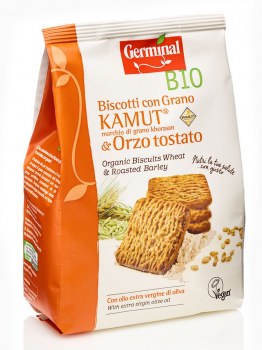 Germinal
BIO
Biscotti con Grano
KAMUT®
marchio di grano khorasan
& Orzo tostato
Organic Biscuits Wheat
& Roasted Barley
Nutri la tua salute
con gusto
Con olio extra vergine di oliva
With extra virgin olive oil
Vegan